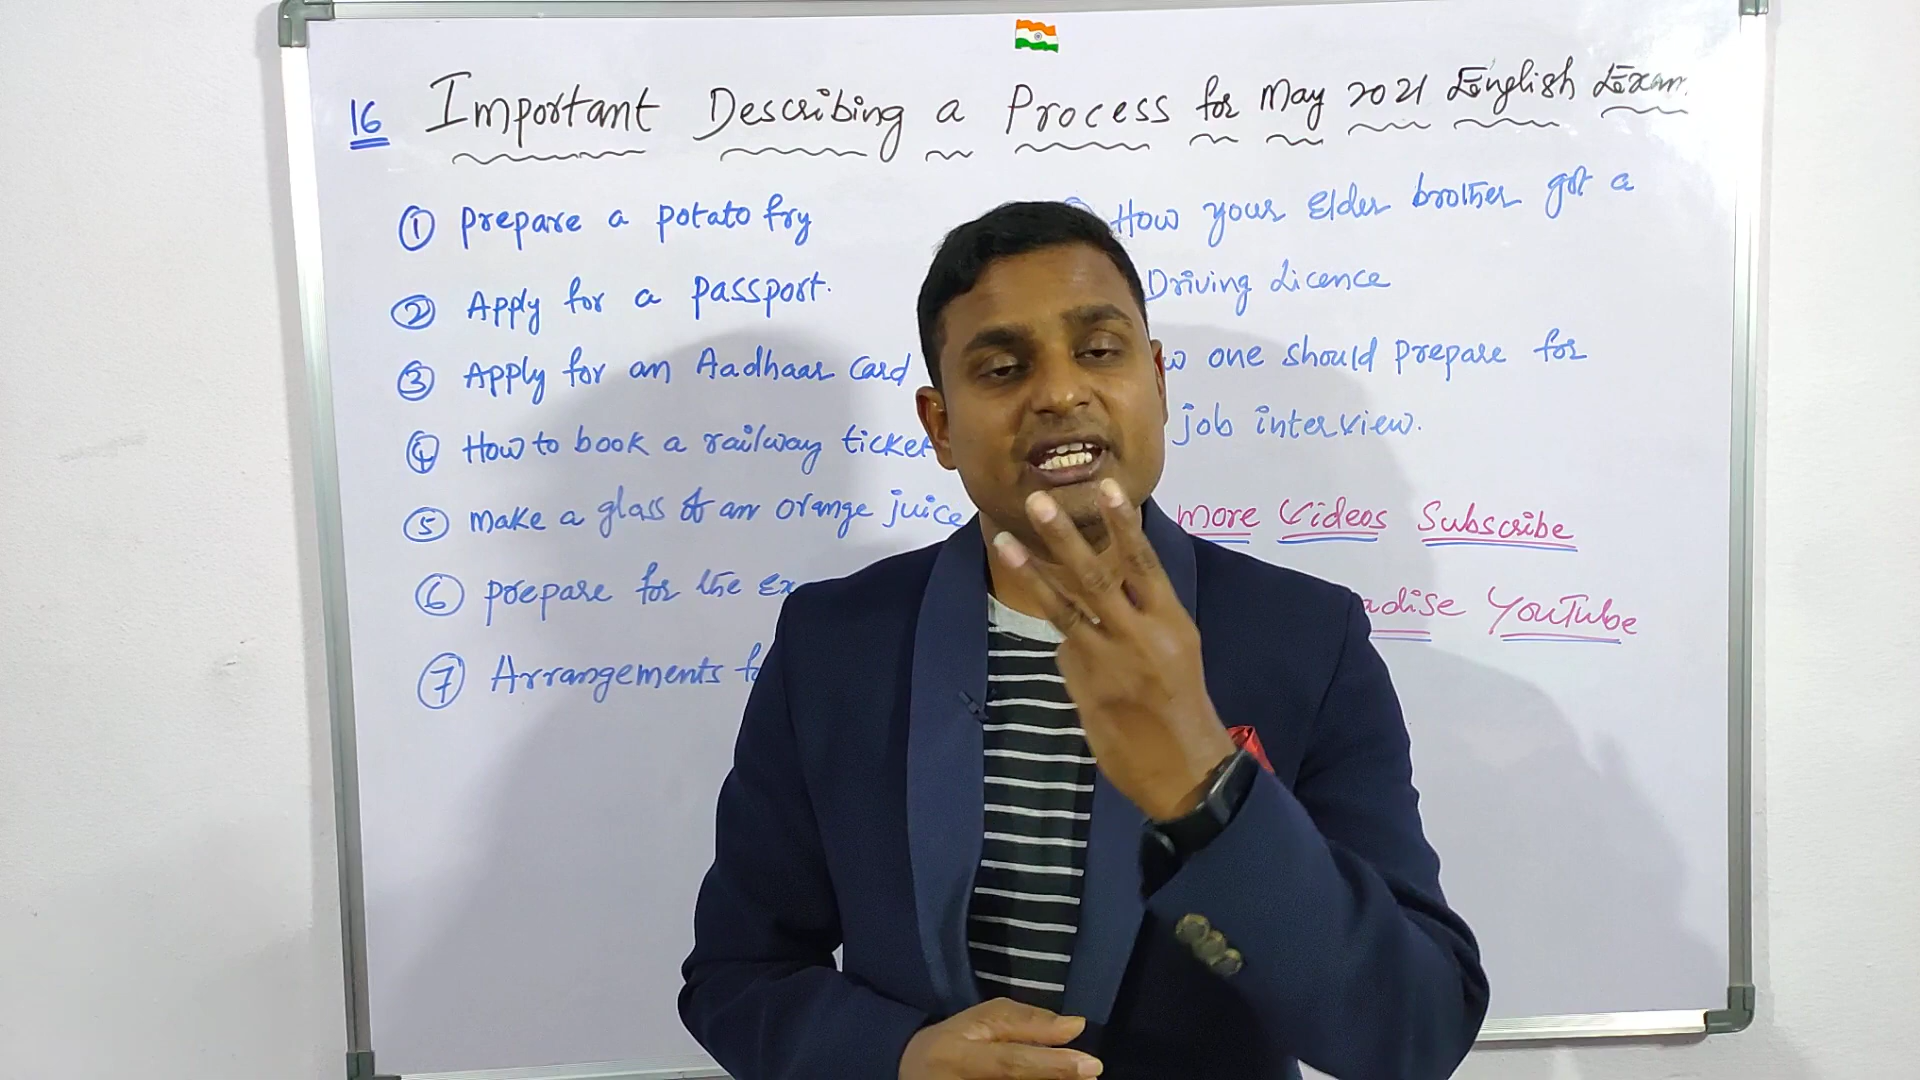 16 Important Describing a Process for May 2021 English Exam.
① Prepare a potato fry
② Apply for a passport.
③ Apply for an Aadhaar Card
④ How to book a railway ticket
⑤ Make a glass of an orange juice
⑥ prepare for the
⑦ Arrangements
How your Elder brother got a
Driving Licence
one should prepare for
job interview.
more Videos Subscribe
YouTube